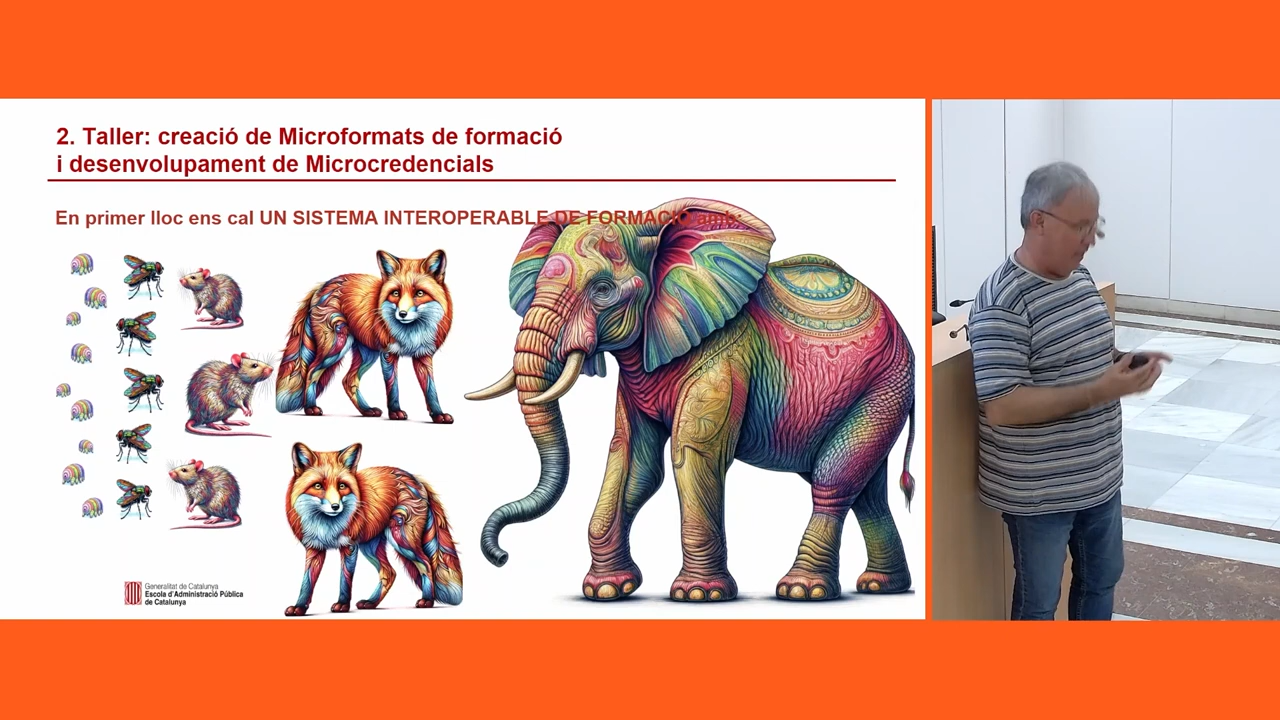 2. Taller: creació de Microformats de formació
i desenvolupament de Microcredencials
En primer lloc ens cal UN SISTEMA INTEROPERABLE DE FORMACIÓ amb:
Generalitat de Catalunya
Escola d'Administració Pública
de Catalunya